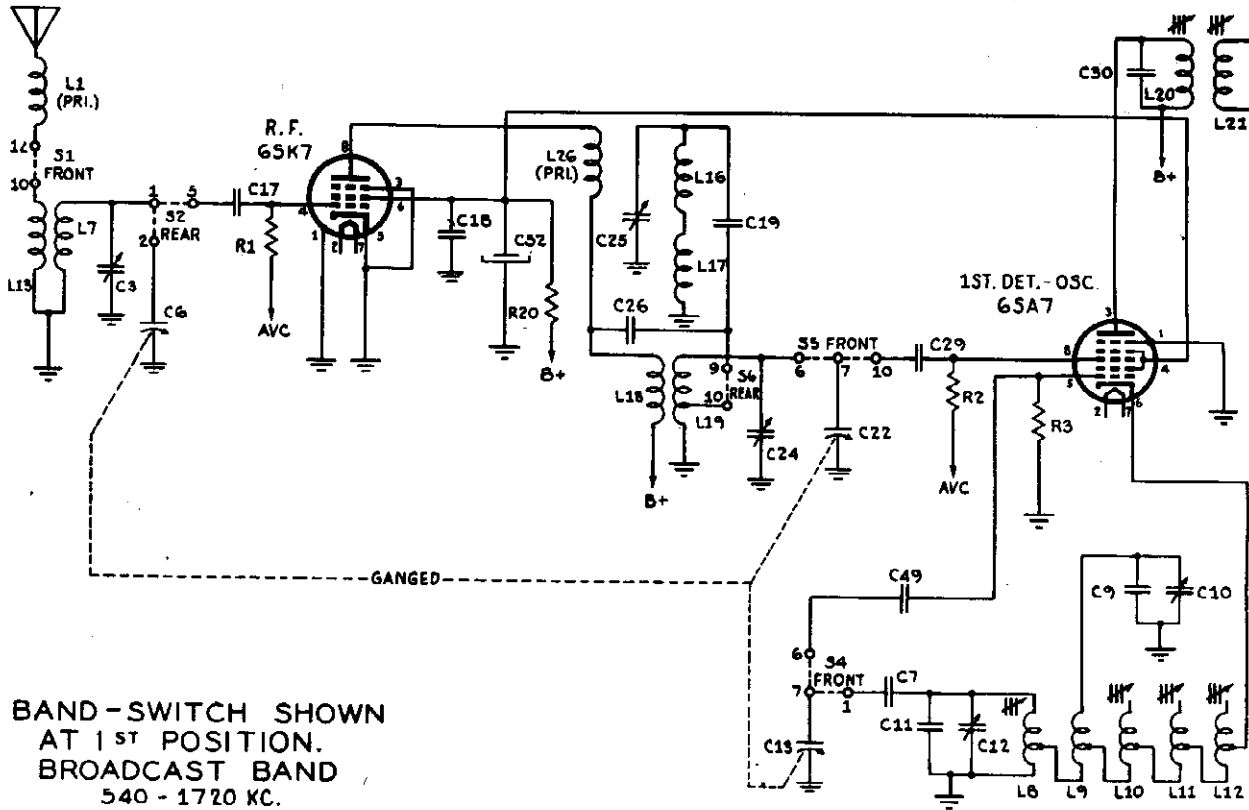 L1
(PRI.)
12
S1
FRONT
10
L7
L13
C3
1
5
S2
REAR
2
C6
C17
R1
AVC
R.F.
6SK7
8
3
6
4
1
2
7
5
C18
C52
R20
B+
L26
(PRI.)
C25
L16
L17
C19
C26
L18
B+
9
S6
REAR
10
L19
C24
S5 FRONT
6
7
10
C22
C29
R2
AVC
1ST. DET.-OSC.
6SA7
3
1
8
4
5
2
7
6
R3
C30
L20
L21
B+
GANGED
C49
6
S4
FRONT
7
1
C13
C7
C11
C12
C9
C10
L8
L9
L10
L11
L12
BAND-SWITCH SHOWN
AT 1ST POSITION.
BROADCAST BAND
540 - 1720 KC.